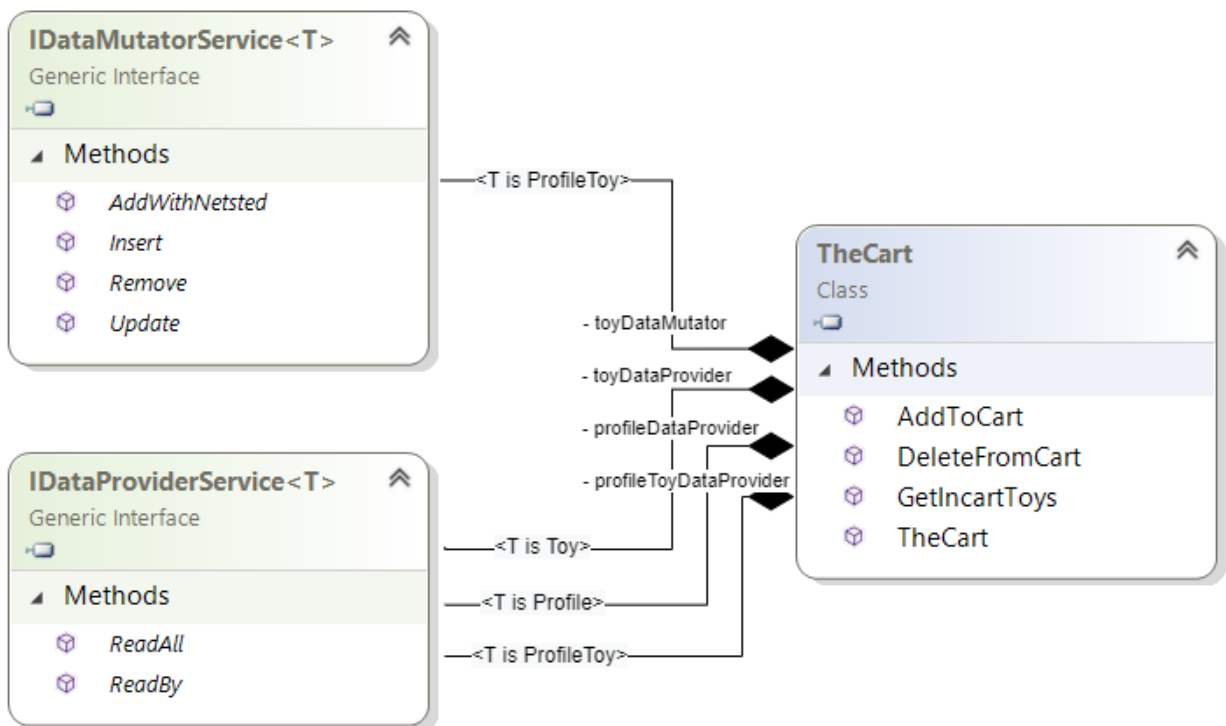 IDataMutatorService<T>
Generic Interface
Methods
AddWithNetsted
Insert
Remove
Update
<T is ProfileToy>
- toyDataMutator
- toyDataProvider
- profileDataProvider
- profileToyDataProvider
TheCart
Class
Methods
AddToCart
DeleteFromCart
GetIncartToys
TheCart
IDataProviderService<T>
Generic Interface
Methods
ReadAll
ReadBy
<T is Toy>
<T is Profile>
<T is ProfileToy>